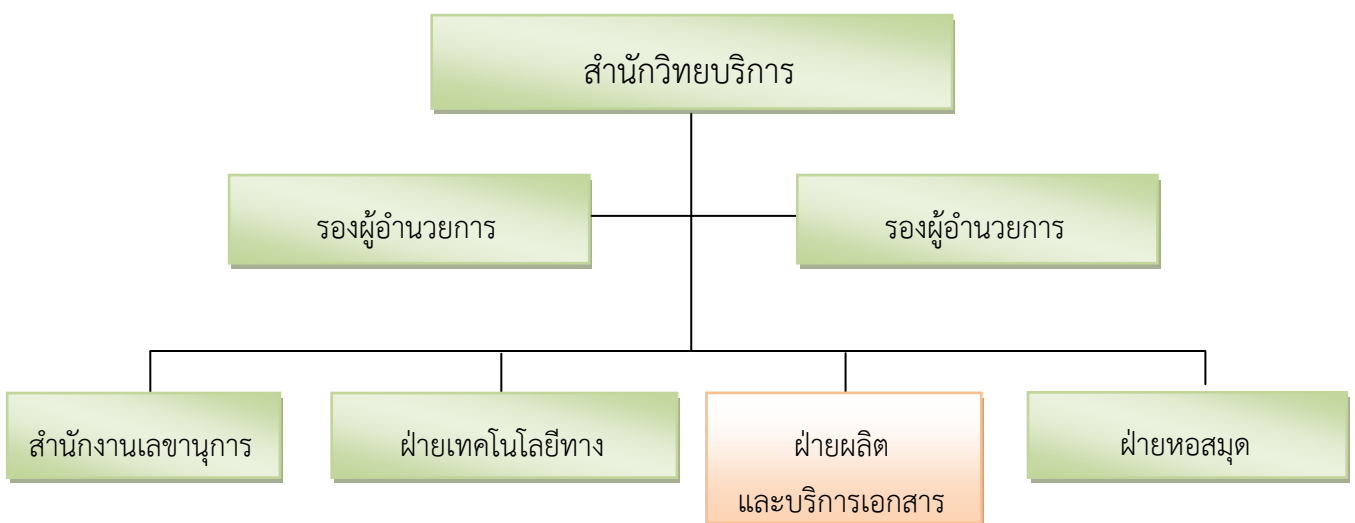 สำนักวิทยบริการ
รองผู้อำนวยการ
รองผู้อำนวยการ
สำนักงานเลขานุการ
ฝ่ายเทคโนโลยีทาง
ฝ่ายผลิต
และบริการเอกสาร
ฝ่ายหอสมุด